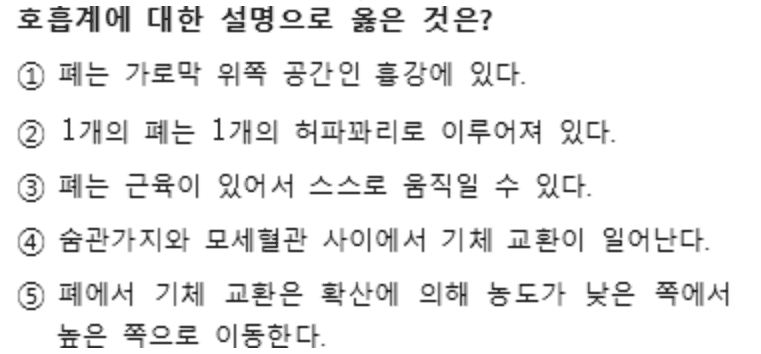 호흡계에 대한 설명으로 옳은 것은?
① 폐는 가로막 위쪽 공간인 흉강에 있다.
② 1개의 폐는 1개의 허파꽈리로 이루어져 있다.
③ 폐는 근육이 있어서 스스로 움직일 수 있다.
④ 숨관가지와 모세혈관 사이에서 기체 교환이 일어난다.
⑤ 폐에서 기체 교환은 확산에 의해 농도가 낮은 쪽에서
높은 쪽으로 이동한다.